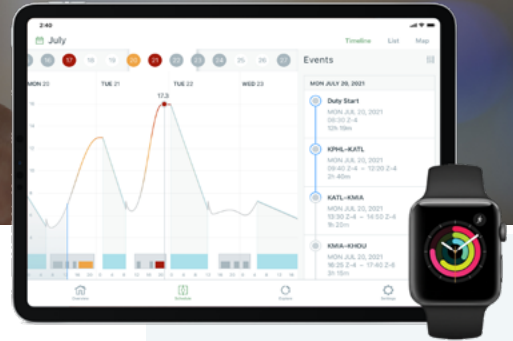 2:40
July
Timeline List Map
16 17 18 19 20 21 22 23 24 25 26 27
Events
MON 20 TUE 21 TUE 22 WED 23
MON JULY 20, 2021
17.3
16
14
12
10
8
6
4
Duty Start
MON JUL 20, 2021
09:00 Z-4
12h 19m
KPHL-KATL
MON JUL 20, 2021
09:40 Z-4 – 12:20 Z-4
2h 40m
KATL-KMIA
MON JUL 20, 2021
13:30 Z-4 – 14:50 Z-4
1h 22m
KMIA-KHOU
MON JUL 20, 2021
16:25 Z-4 – 17:40 Z-5
3h 15m
Overview
Schedule
Explore
Settings